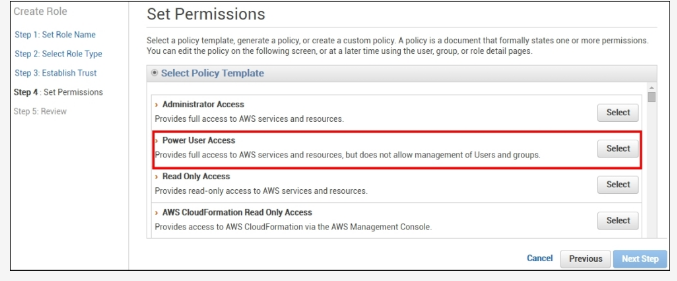 Create Role
Step 1: Set Role Name
Step 2: Select Role Type
Step 3: Establish Trust
Step 4 : Set Permissions
Step 5: Review
Set Permissions
Select a policy template, generate a policy, or create a custom policy. A policy is a document that formally states one or more permissions.
You can edit the policy on the following screen, or at a later time using the user, group, or role detail pages.
Select Policy Template
› Administrator Access
Provides full access to AWS services and resources.
Select
› Power User Access
Provides full access to AWS services and resources, but does not allow management of Users and groups.
Select
› Read Only Access
Provides read-only access to AWS services and resources.
Select
› AWS CloudFormation Read Only Access
Provides access to AWS CloudFormation via the AWS Management Console.
Select
Cancel Previous Next Step